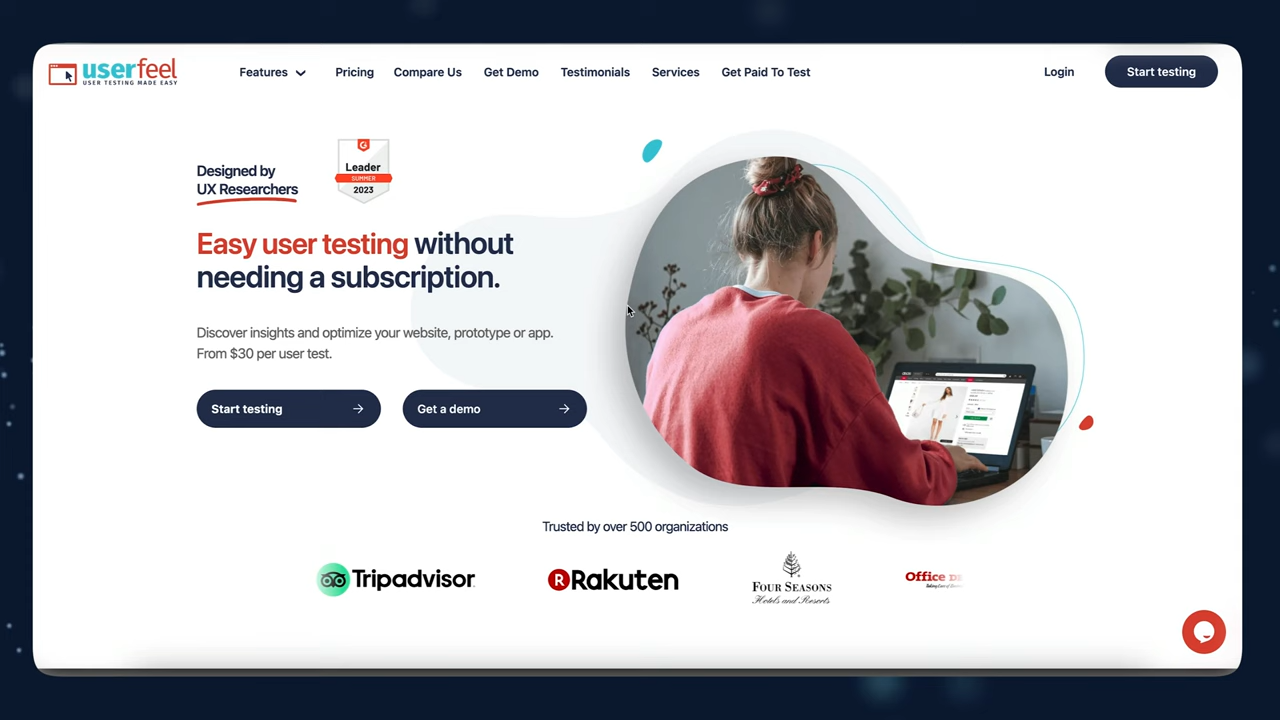 userfeel
USER TESTING MADE EASY
Features
Pricing
Compare Us
Get Demo
Testimonials
Services
Get Paid To Test
Login
Start testing
Designed by
UX Researchers
Leader
SUMMER
2023
Easy user testing without
needing a subscription.
Discover insights and optimize your website, prototype or app.
From $30 per user test.
Start testing
Get a demo
Trusted by over 500 organizations
Tripadvisor
R Rakuten
FOUR SEASONS
Hotels and Resorts
Office